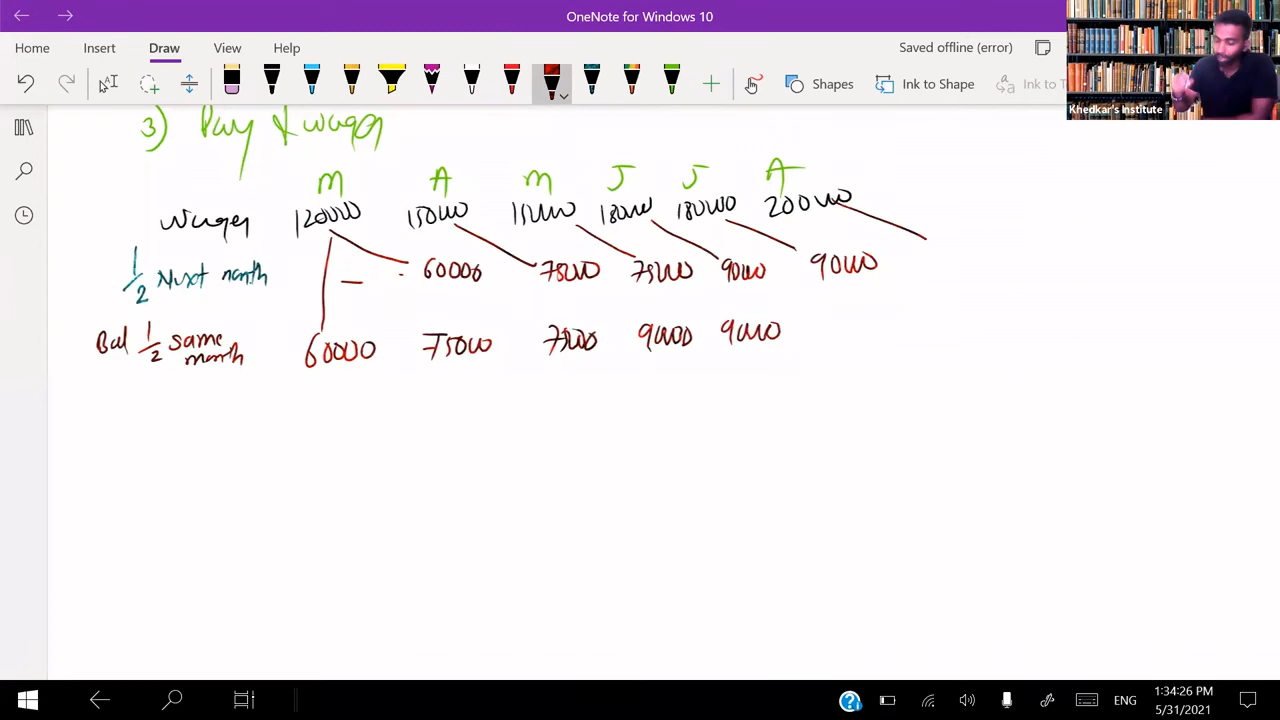 OneNote for Windows 10
Home Insert Draw View Help Saved offline (error)
Shapes Ink to Shape Ink to T
Khedkar's Institute
3) Pay & wages
M A M J J A
Wages 120000 150000 150000 180000 180000 200000
1/2 Next month — 60000 75000 75000 90000 90000
Bal 1/2 same month 60000 75000 75000 90000 90000
ENG
1:34:26 PM
5/31/2021